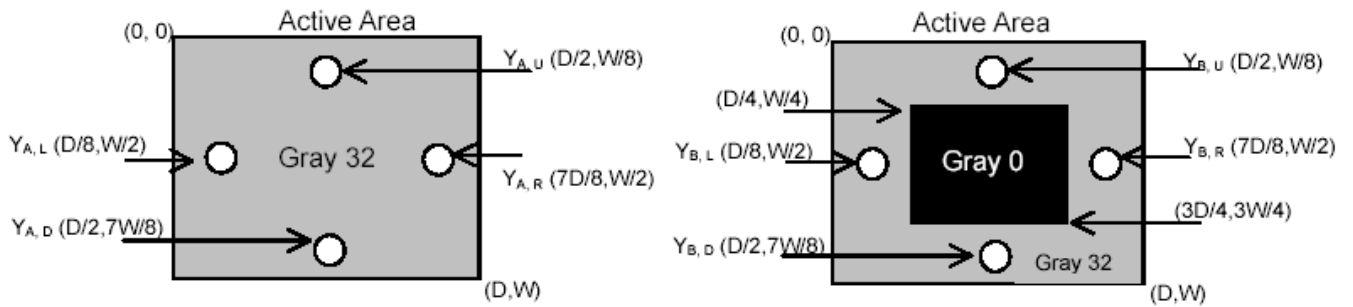 Active Area
(0, 0)
YA, U (D/2,W/8)
YA, L (D/8,W/2)
Gray 32
YA, R (7D/8,W/2)
YA, D (D/2,7W/8)
(D,W)
Active Area
(0, 0)
YB, U (D/2,W/8)
(D/4,W/4)
YB, L (D/8,W/2)
Gray 0
YB, R (7D/8,W/2)
(3D/4,3W/4)
YB, D (D/2,7W/8)
Gray 32
(D,W)